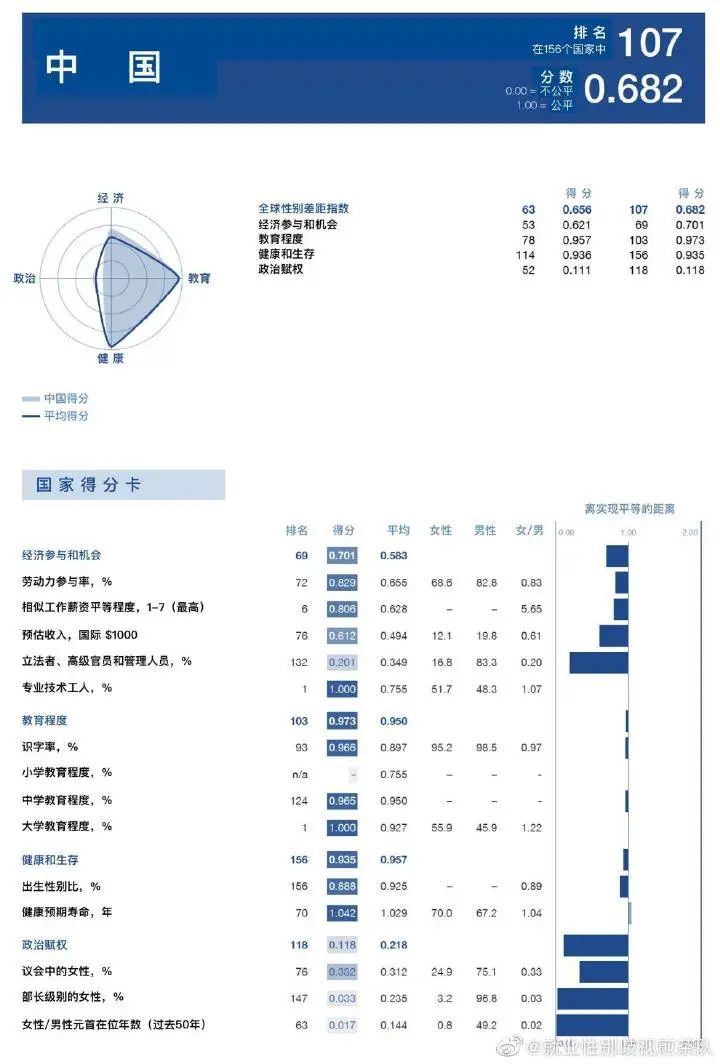 中 国
排名
在156个国家中
107
分数
0.00 = 不公平
1.00 = 公平
0.682
经济
政治
教育
健康
中国得分
平均得分
得分 得分
全球性别差距指数 63 0.656 107 0.682
经济参与和机会 53 0.621 69 0.701
教育程度 78 0.957 103 0.973
健康和生存 114 0.936 156 0.935
政治赋权 52 0.111 118 0.118
国家得分卡
离实现平等的距离
排名 得分 平均 女性 男性 女/男 0.00 1.00 2.00
经济参与和机会 69 0.701 0.583
劳动力参与率,% 72 0.829 0.655 68.6 82.8 0.83
相似工作薪资平等程度,1–7(最高) 6 0.806 0.628 – – 5.65
预估收入,国际 $1000 76 0.612 0.494 12.1 19.8 0.61
立法者、高级官员和管理人员,% 132 0.201 0.349 16.8 83.3 0.20
专业技术工人,% 1 1.000 0.755 51.7 48.3 1.07
教育程度 103 0.973 0.950
识字率,% 93 0.966 0.897 95.2 98.5 0.97
小学教育程度,% n/a – 0.755 – – -
中学教育程度,% 124 0.965 0.950 – – -
大学教育程度,% 1 1.000 0.927 55.9 45.9 1.22
健康和生存 156 0.935 0.957
出生性别比,% 156 0.888 0.925 – – 0.89
健康预期寿命,年 70 1.042 1.029 70.0 67.2 1.04
政治赋权 118 0.118 0.218
议会中的女性,% 76 0.332 0.312 24.9 75.1 0.33
部长级别的女性,% 147 0.033 0.235 3.2 96.8 0.03
女性/男性元首在位年数(过去50年) 63 0.017 0.144 0.8 49.2 0.02
@就业性别歧视监察队